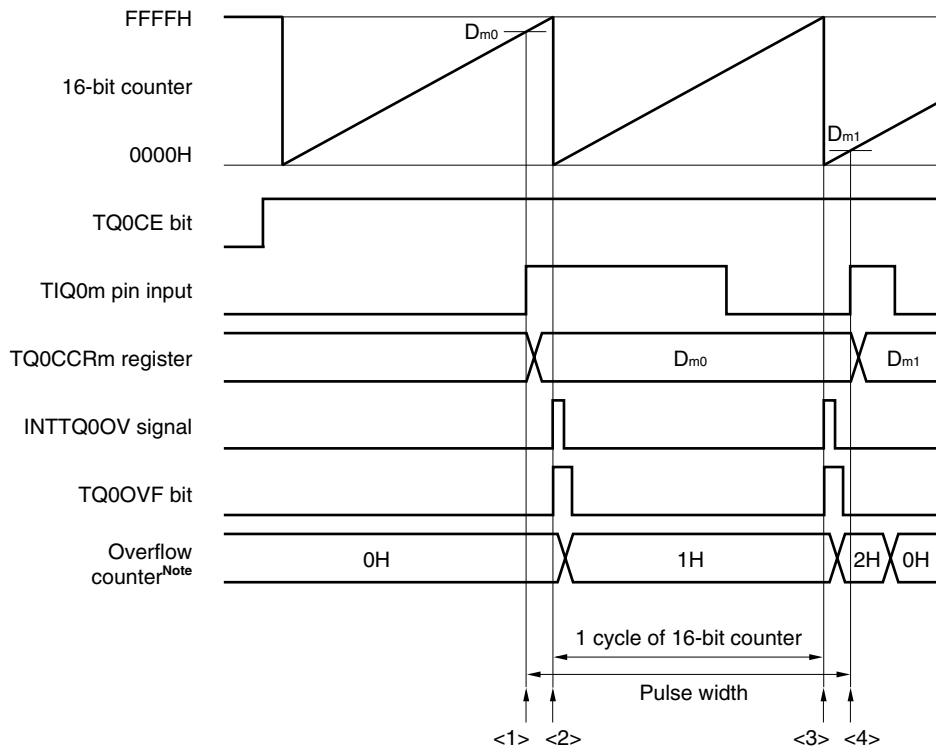 FFFFH
Dm0
16-bit counter
0000H
Dm1
TQ0CE bit
TIQ0m pin input
TQ0CCRm register
Dm0
Dm1
INTTQ0OV signal
TQ0OVF bit
Overflow
counterNote
0H
1H
2H
0H
1 cycle of 16-bit counter
Pulse width
<1> <2> <3> <4>